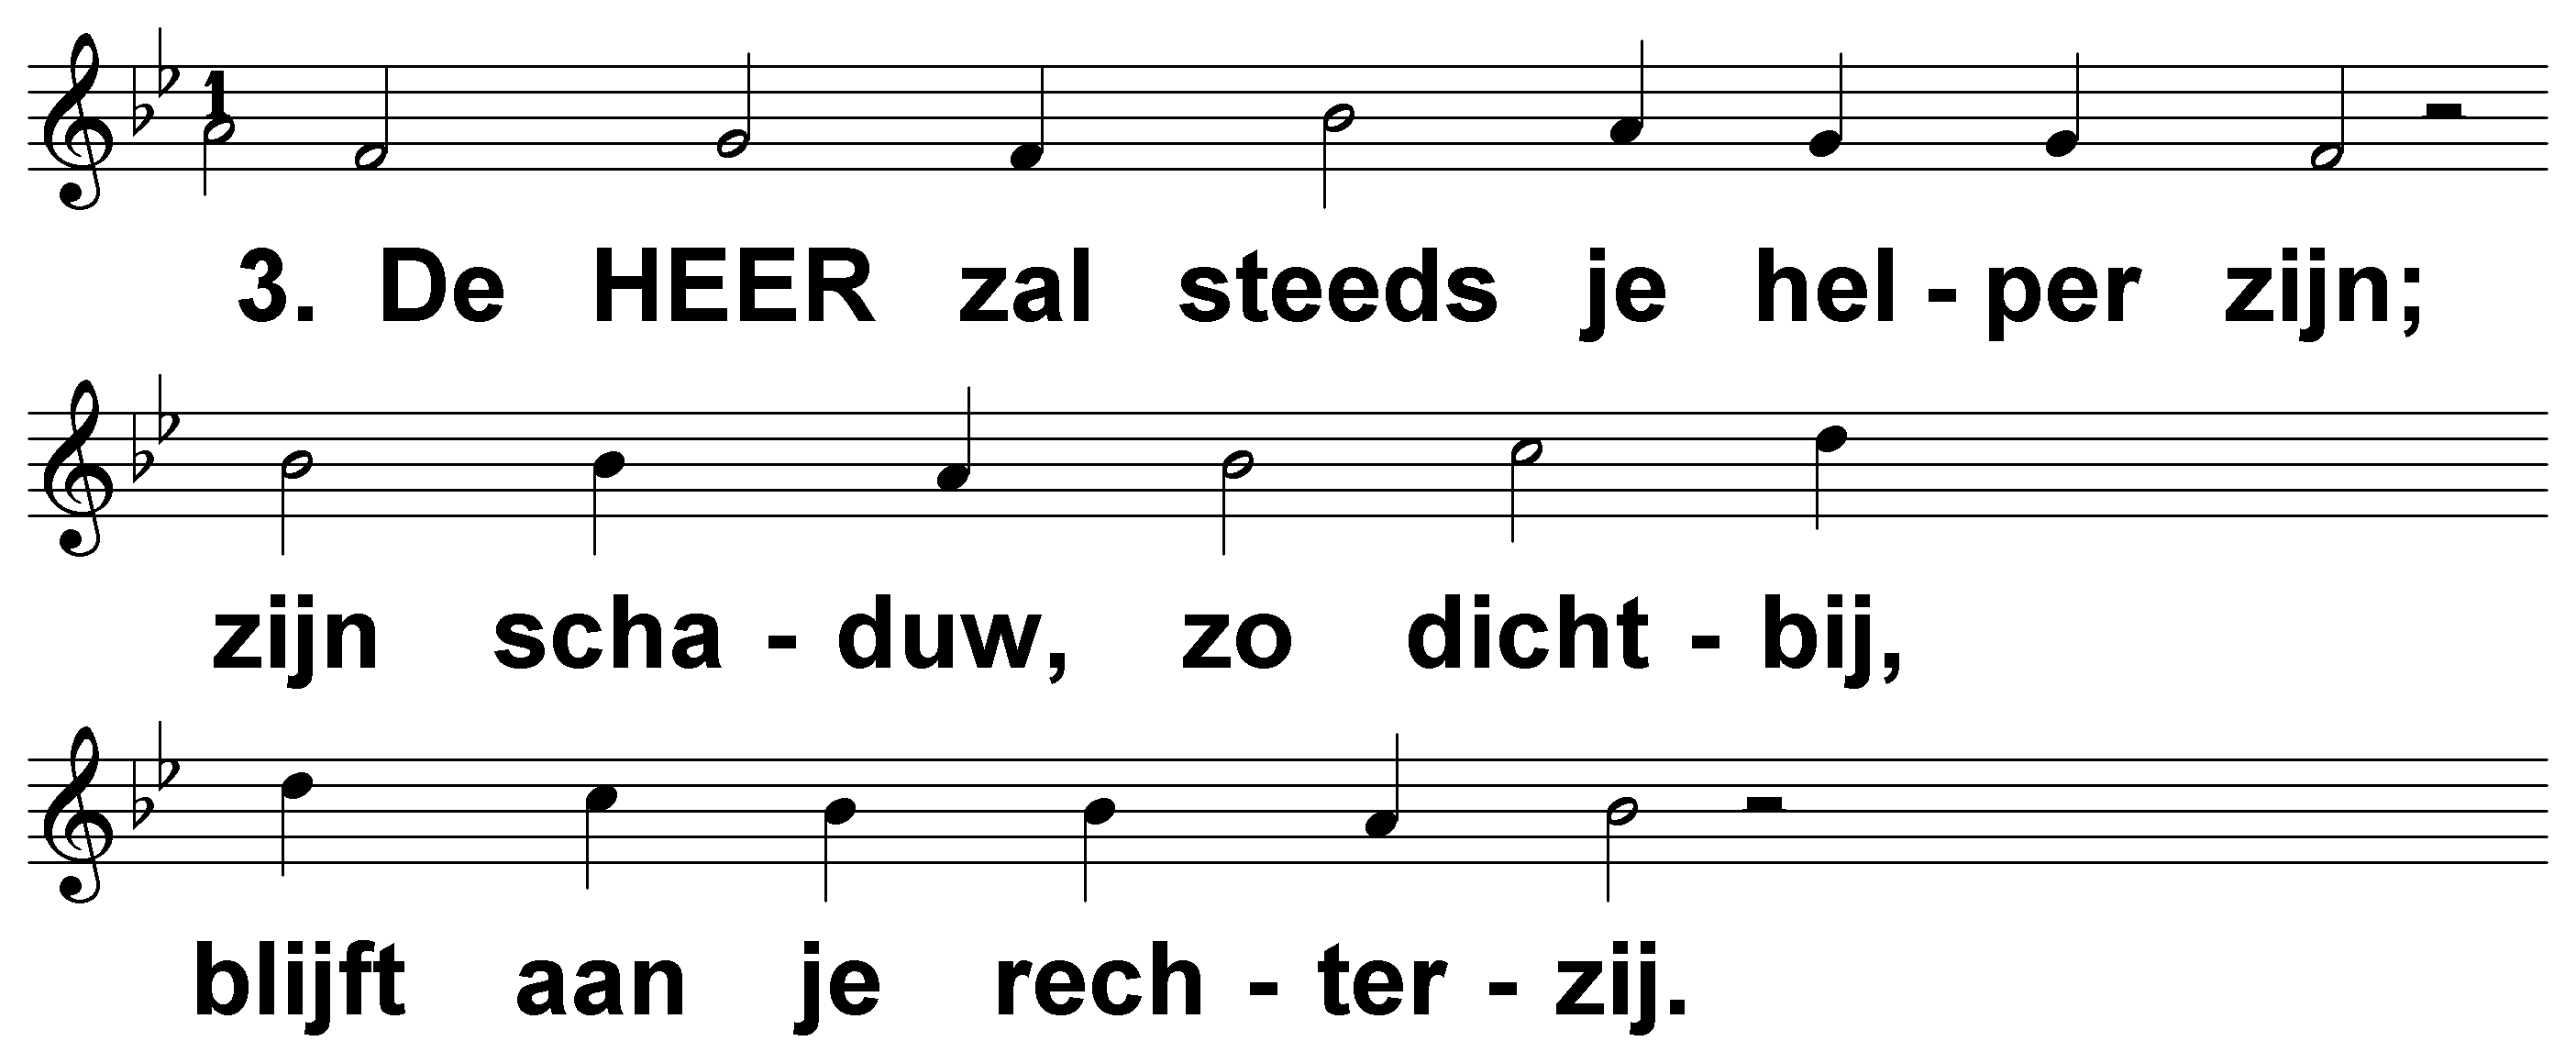 1
3. De HEER zal steeds je hel - per zijn;
zijn scha - duw, zo dicht - bij,
blijft aan je rech - ter - zij.